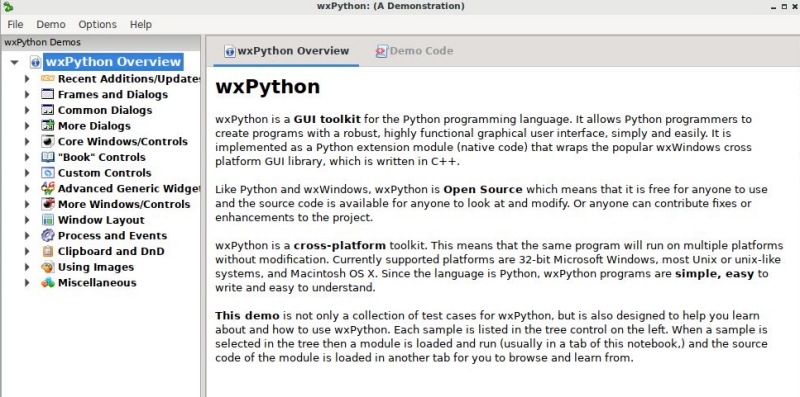 wxPython: (A Demonstration)
File Demo Options Help
wxPython Demos
wxPython Overview
Recent Additions/Updates
Frames and Dialogs
Common Dialogs
More Dialogs
Core Windows/Controls
"Book" Controls
Custom Controls
Advanced Generic Widge
More Windows/Controls
Window Layout
Process and Events
Clipboard and DnD
Using Images
Miscellaneous
wxPython Overview Demo Code
wxPython
wxPython is a GUI toolkit for the Python programming language. It allows Python programmers to
create programs with a robust, highly functional graphical user interface, simply and easily. It is
implemented as a Python extension module (native code) that wraps the popular wxWindows cross
platform GUI library, which is written in C++.
Like Python and wxWindows, wxPython is Open Source which means that it is free for anyone to use
and the source code is available for anyone to look at and modify. Or anyone can contribute fixes or
enhancements to the project.
wxPython is a cross-platform toolkit. This means that the same program will run on multiple platforms
without modification. Currently supported platforms are 32-bit Microsoft Windows, most Unix or unix-like
systems, and Macintosh OS X. Since the language is Python, wxPython programs are simple, easy to
write and easy to understand.
This demo is not only a collection of test cases for wxPython, but is also designed to help you learn
about and how to use wxPython. Each sample is listed in the tree control on the left. When a sample is
selected in the tree then a module is loaded and run (usually in a tab of this notebook,) and the source
code of the module is loaded in another tab for you to browse and learn from.